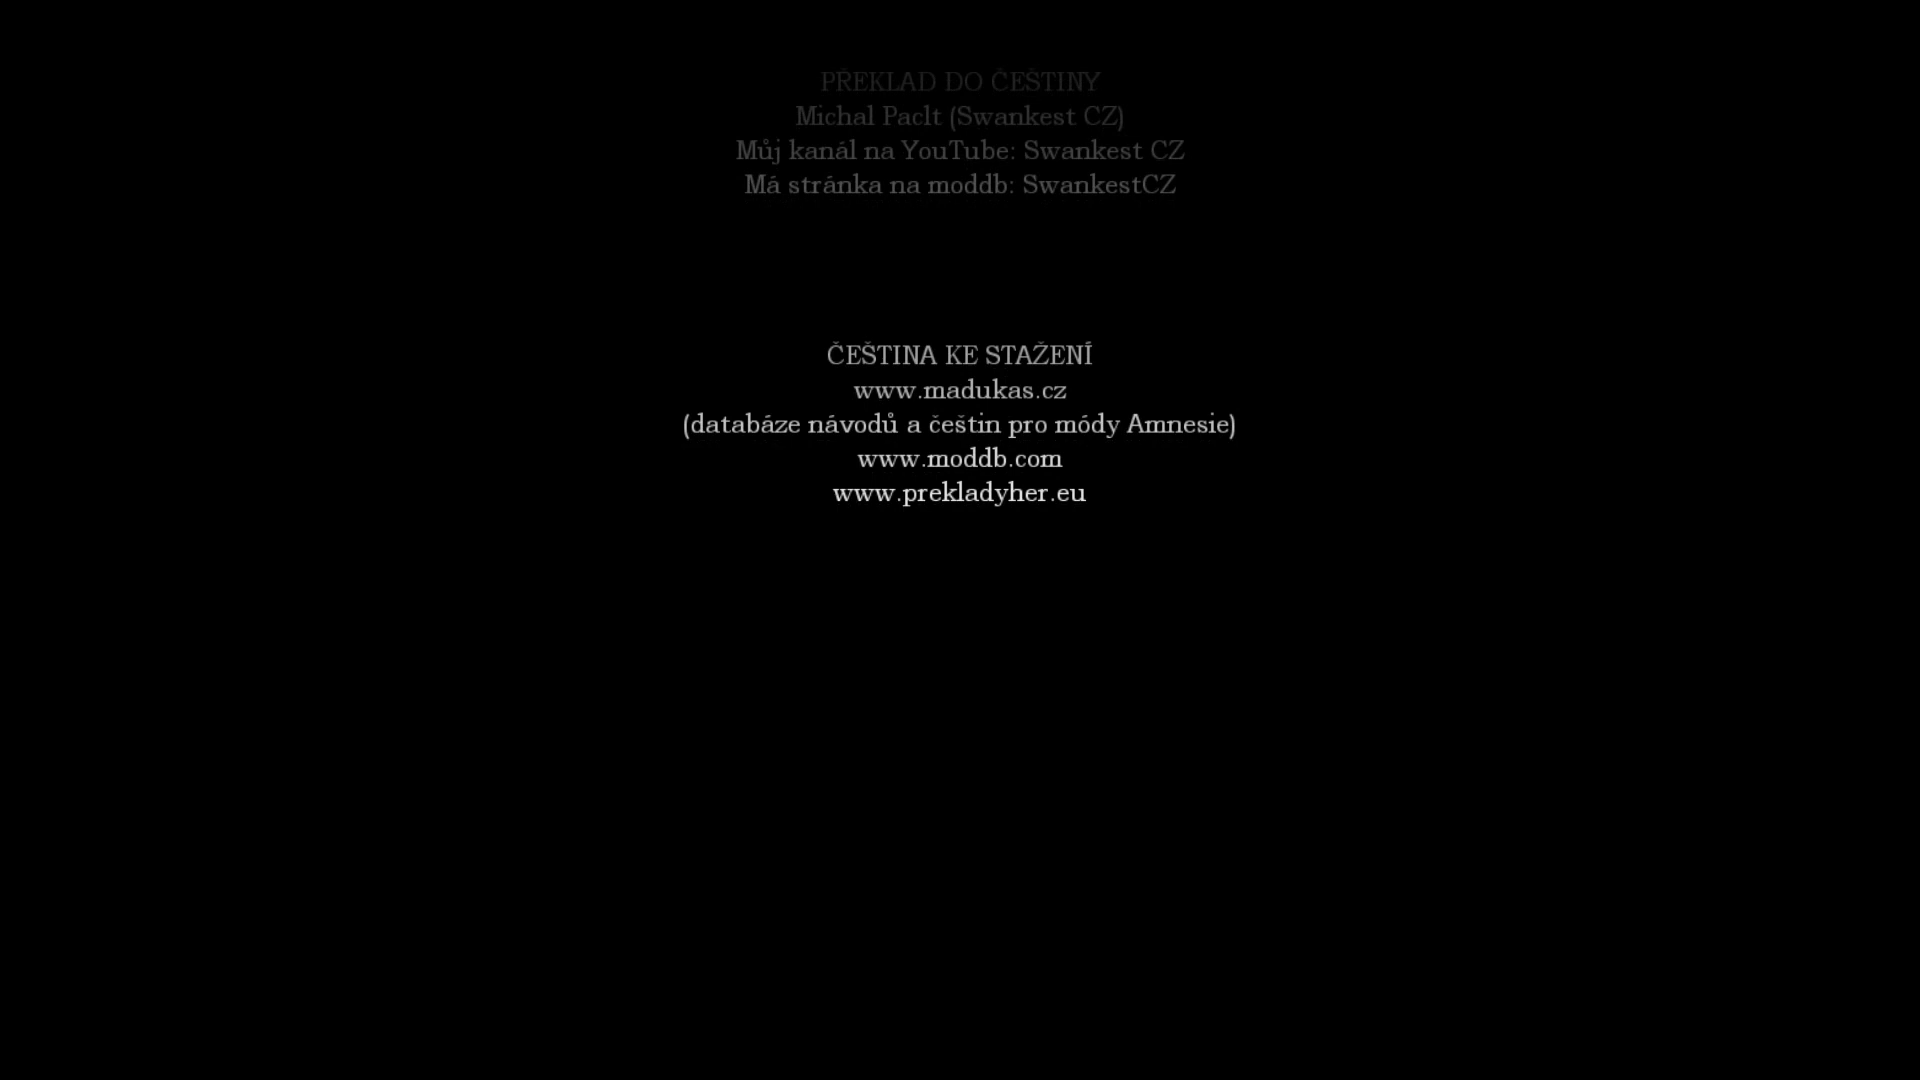 PŘEKLAD DO ČEŠTINY
Michal Paclt (Swankest CZ)
Můj kanál na YouTube: Swankest CZ
Má stránka na moddb: SwankestCZ
ČEŠTINA KE STAŽENÍ
www.madukas.cz
(databáze návodů a češtin pro módy Amnesie)
www.moddb.com
www.prekladyher.eu